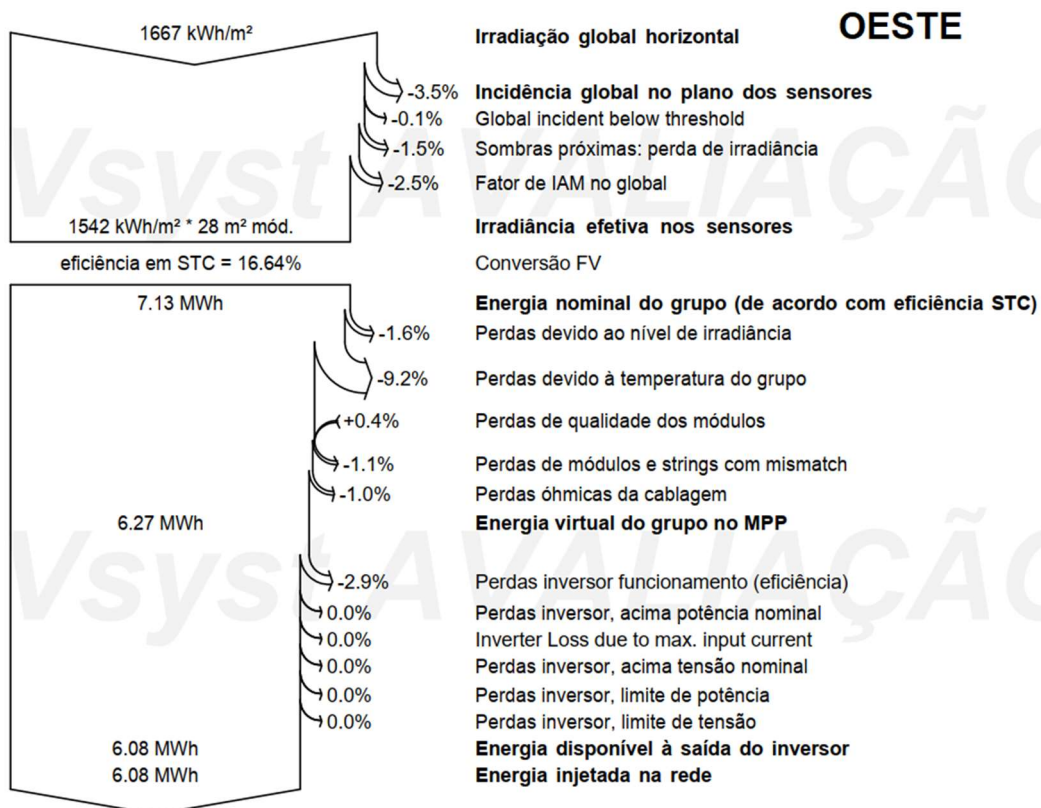 OESTE
1667 kWh/m² Irradiação global horizontal
-3.5% Incidência global no plano dos sensores
-0.1% Global incident below threshold
-1.5% Sombras próximas: perda de irradiância
-2.5% Fator de IAM no global
Vsyst AVALIAÇÃO
1542 kWh/m² * 28 m² mód. Irradiância efetiva nos sensores
eficiência em STC = 16.64% Conversão FV
7.13 MWh Energia nominal do grupo (de acordo com eficiência STC)
-1.6% Perdas devido ao nível de irradiância
-9.2% Perdas devido à temperatura do grupo
+0.4% Perdas de qualidade dos módulos
-1.1% Perdas de módulos e strings com mismatch
-1.0% Perdas óhmicas da cablagem
6.27 MWh Energia virtual do grupo no MPP
-2.9% Perdas inversor funcionamento (eficiência)
Vsyst AVALIAÇÃO
0.0% Perdas inversor, acima potência nominal
0.0% Inverter Loss due to max. input current
0.0% Perdas inversor, acima tensão nominal
0.0% Perdas inversor, limite de potência
0.0% Perdas inversor, limite de tensão
6.08 MWh Energia disponível à saída do inversor
6.08 MWh Energia injetada na rede